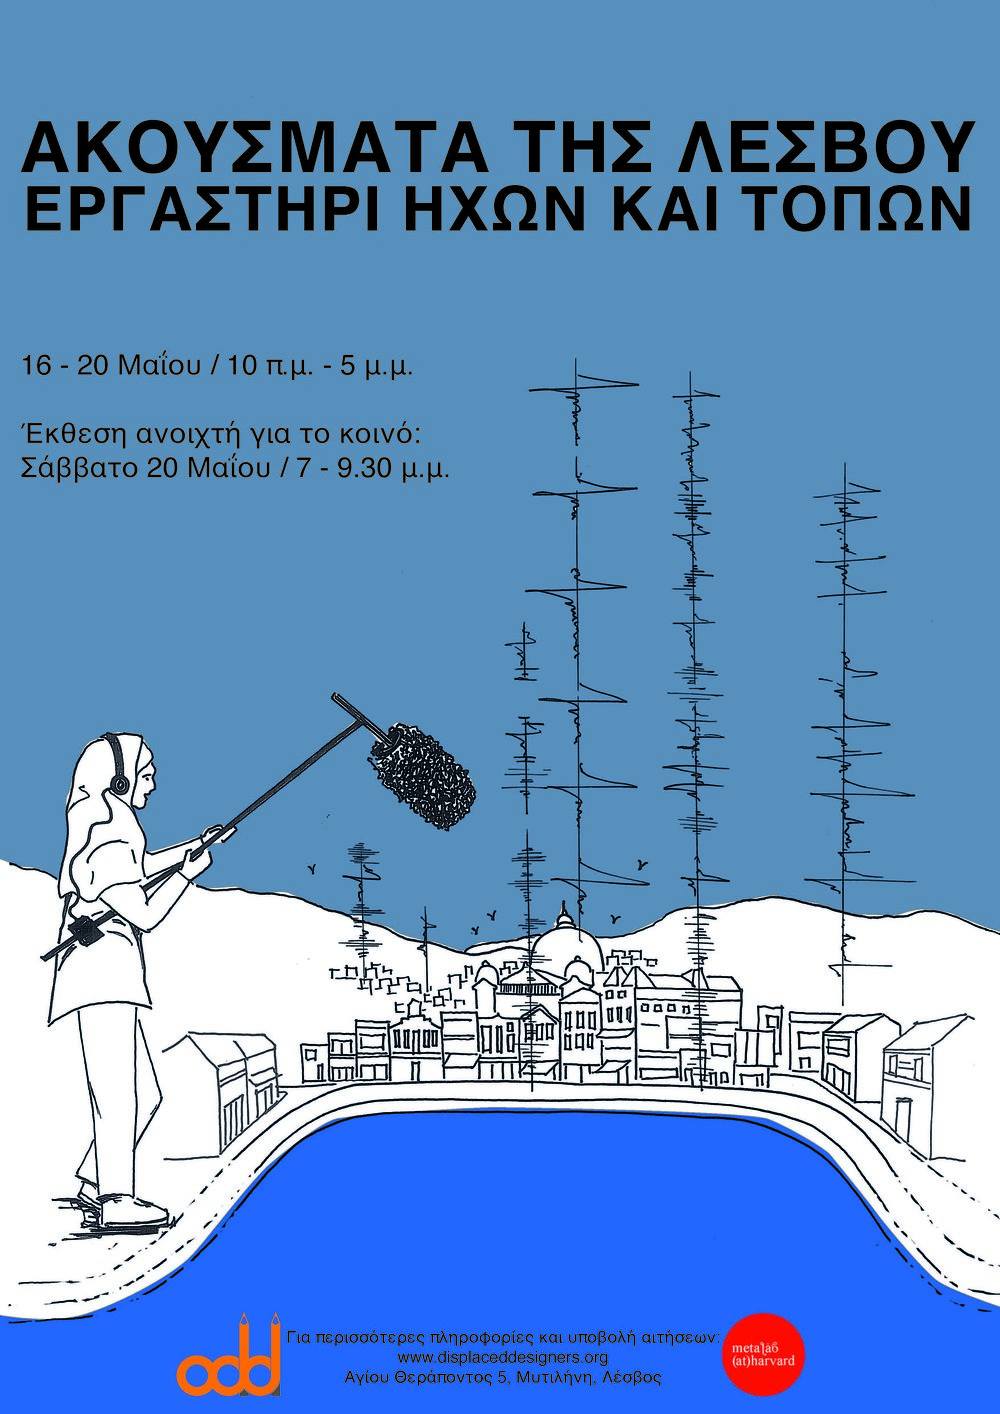 ΑΚΟΥΣΜΑΤΑ ΤΗΣ ΛΕΣΒΟΥ
ΕΡΓΑΣΤΗΡΙ ΗΧΩΝ ΚΑΙ ΤΟΠΩΝ
16 - 20 Μαΐου / 10 π.μ. - 5 μ.μ.
Έκθεση ανοιχτή για το κοινό:
Σάββατο 20 Μαΐου / 7 - 9.30 μ.μ.
add
Για περισσότερες πληροφορίες και υποβολή αιτήσεων:
www.displaceddesigners.org
Αγίου Θεράποντος 5, Μυτιλήνη, Λέσβος
metalab
(at)harvard